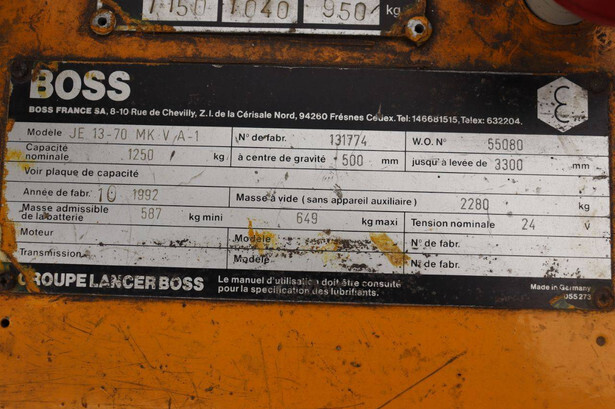 1150 1040 950 kg
BOSS
BOSS FRANCE SA, 8-10 Rue de Chevilly, Z.I. de la Cérisale Nord, 94260 Frésnes Cedex. Tel: 146681515, Telex: 632204.
Modèle JE 13-70 MK V A-1 N° de fabr. 131774 W.O. N° 55080
Capacité nominale 1250 kg à centre de gravité 500 mm jusqu'à levée de 3300 mm
Voir plaque de capacité
Année de fabr. 10 1992 Masse à vide (sans appareil auxiliaire) 2280 kg
Masse admissible de la batterie 587 kg mini 649 kg maxi Tension nominale 24 V
Moteur Modèle N° de fabr.
Transmission Modèle N° de fabr.
GROUPE LANCER BOSS Le manuel d'utilisation doit être consulté
pour la specification des lubrifiants.
Made in Germany
055273